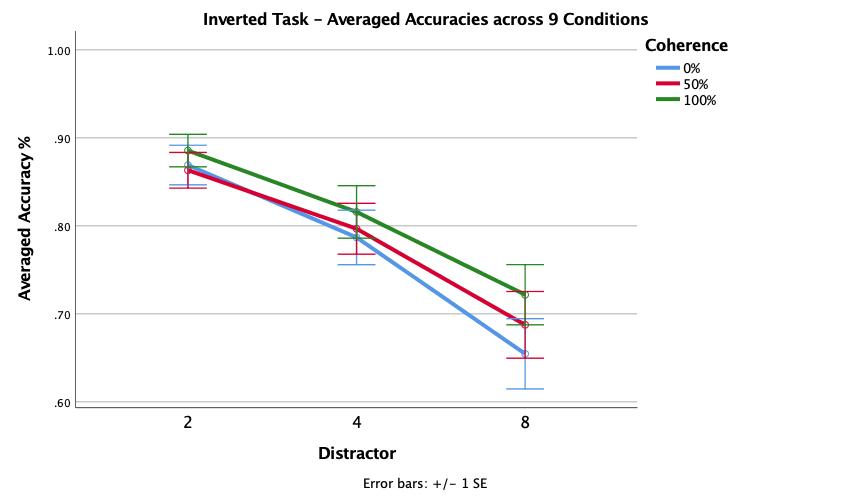 Inverted Task – Averaged Accuracies across 9 Conditions
Coherence
0%
50%
100%
Averaged Accuracy %
1.00
.90
.80
.70
.60
2 4 8
Distractor
Error bars: +/− 1 SE